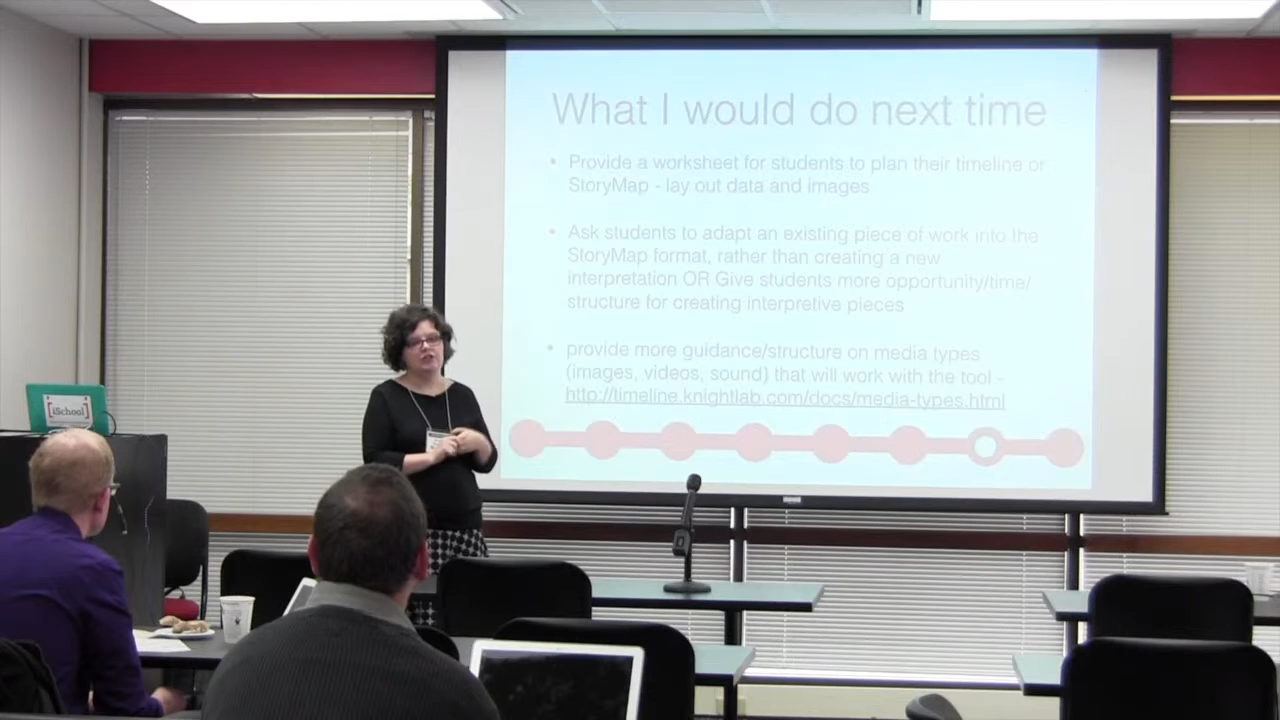 What I would do next time
• Provide a worksheet for students to plan their timeline or
StoryMap - lay out data and images
• Ask students to adapt an existing piece of work into the
StoryMap format, rather than creating a new
interpretation OR Give students more opportunity/time/
structure for creating interpretive pieces
• provide more guidance/structure on media types
(images, videos, sound) that will work with the tool -
http://timeline.knightlab.com/docs/media-types.html
[iSchool]